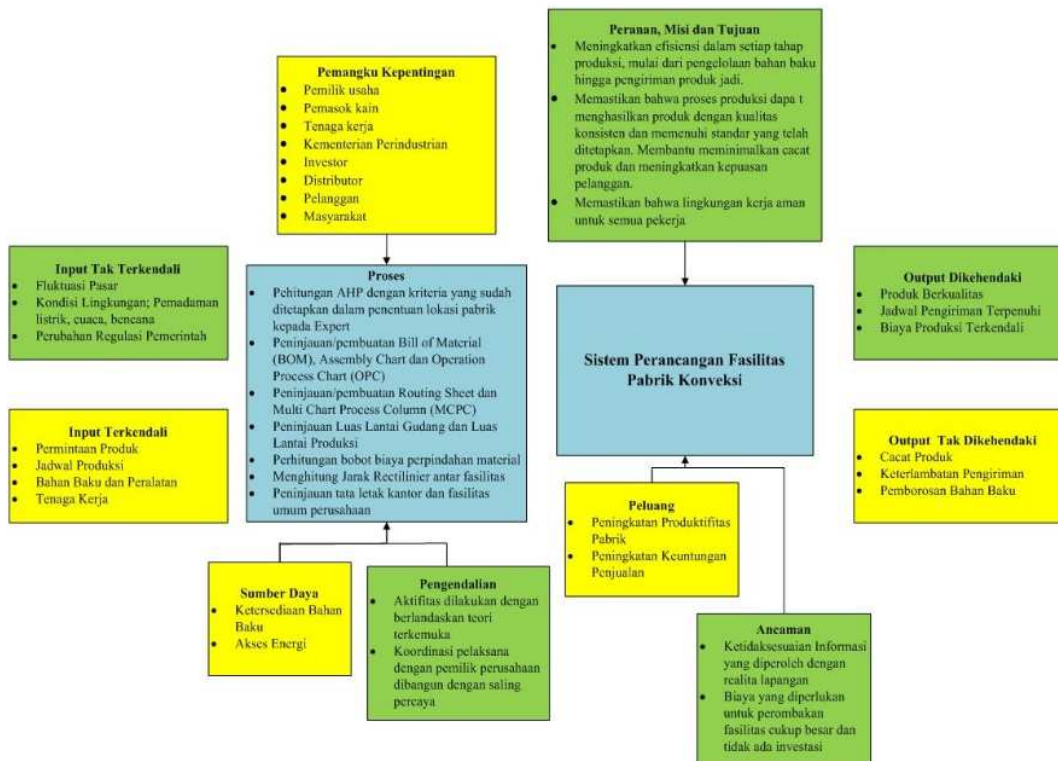 Pemangku Kepentingan
• Pemilik usaha
• Pemasok kain
• Tenaga kerja
• Kementerian Perindustrian
• Investor
• Distributor
• Pelanggan
• Masyarakat
Peranan, Misi dan Tujuan
• Meningkatkan efisiensi dalam setiap tahap
produksi, mulai dari pengelolaan bahan baku
hingga pengiriman produk jadi.
• Memastikan bahwa proses produksi dapa t
menghasilkan produk dengan kualitas
konsisten dan memenuhi standar yang telah
ditetapkan. Membantu meminimalkan cacat
produk dan meningkatkan kepuasan
pelanggan.
• Memastikan bahwa lingkungan kerja aman
untuk semua pekerja
Input Tak Terkendali
• Fluktuasi Pasar
• Kondisi Lingkungan; Pemadaman
listrik, cuaca, bencana
• Perubahan Regulasi Pemerintah
Input Terkendali
• Permintaan Produk
• Jadwal Produksi
• Bahan Baku dan Peralatan
• Tenaga Kerja
Proses
• Pehitungan AHP dengan kriteria yang sudah
ditetapkan dalam penentuan lokasi pabrik
kepada Expert
• Peninjauan/pembuatan Bill of Material
(BOM), Assembly Chart dan Operation
Process Chart (OPC)
• Peninjauan/pembuatan Routing Sheet dan
Multi Chart Process Column (MCPC)
• Peninjauan Luas Lantai Gudang dan Luas
Lantai Produksi
• Perhitungan bobot biaya perpindahan material
• Menghitung Jarak Rectilinier antar fasilitas
• Peninjauan tata letak kantor dan fasilitas
umum perusahaan
Sistem Perancangan Fasilitas
Pabrik Konveksi
Output Dikehendaki
• Produk Berkualitas
• Jadwal Pengiriman Terpenuhi
• Biaya Produksi Terkendali
Output Tak Dikehendaki
• Cacat Produk
• Keterlambatan Pengiriman
• Pemborosan Bahan Baku
Sumber Daya
• Ketersediaan Bahan
Baku
• Akses Energi
Pengendalian
• Aktifitas dilakukan dengan
berlandaskan teori
terkemuka
• Koordinasi pelaksana
dengan pemilik perusahaan
dibangun dengan saling
percaya
Peluang
• Peningkatan Produktifitas
Pabrik
• Peningkatan Keuntungan
Penjualan
Ancaman
• Ketidaksesuaian Informasi
yang diperoleh dengan
realita lapangan
• Biaya yang diperlukan
untuk perombakan
fasilitas cukup besar dan
tidak ada investasi